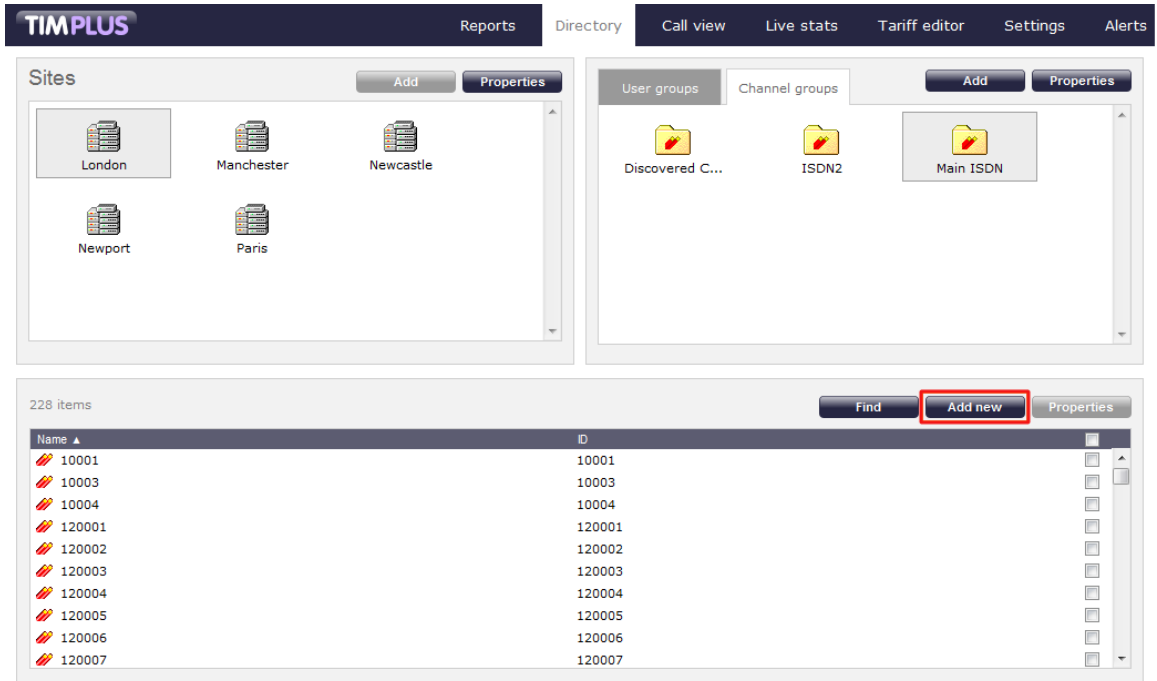 TIMPLUS Reports Directory Call view Live stats Tariff editor Settings Alerts
Sites Add Properties
London Manchester Newcastle
Newport Paris
User groups Channel groups Add Properties
Discovered C... ISDN2 Main ISDN
228 items Find Add new Properties
Name ▲ ID
10001 10001
10003 10003
10004 10004
120001 120001
120002 120002
120003 120003
120004 120004
120005 120005
120006 120006
120007 120007